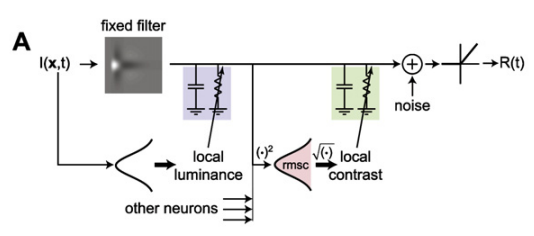 A
fixed filter
I(x,t)
R(t)
noise
local
luminance
(·)²
rmsc
√(·)
local
contrast
other neurons